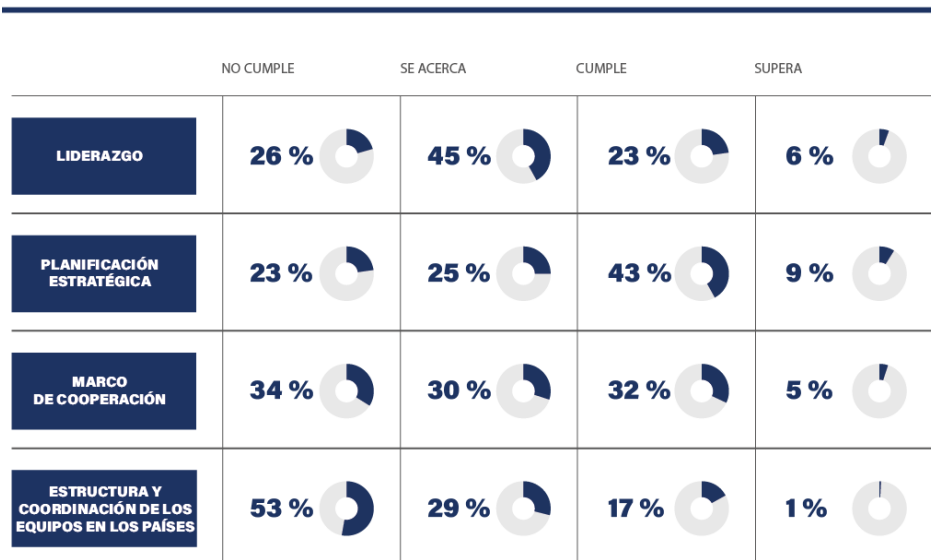 NO CUMPLE SE ACERCA CUMPLE SUPERA
LIDERAZGO 26 % 45 % 23 % 6 %
PLANIFICACIÓN
ESTRATÉGICA 23 % 25 % 43 % 9 %
MARCO
DE COOPERACIÓN 34 % 30 % 32 % 5 %
ESTRUCTURA Y
COORDINACIÓN DE LOS
EQUIPOS EN LOS PAÍSES 53 % 29 % 17 % 1 %